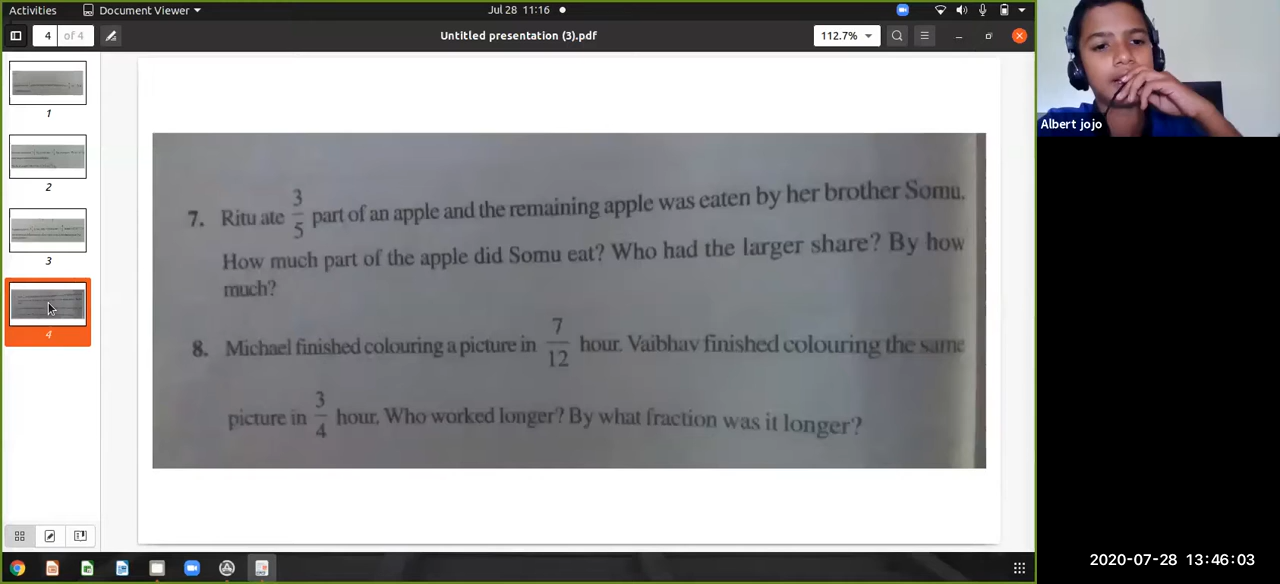 Activities Document Viewer Jul 28 11:16
4 of 4 Untitled presentation (3).pdf 112.7%
1
2
3
4
7. Ritu ate 3/5 part of an apple and the remaining apple was eaten by her brother Somu.
How much part of the apple did Somu eat? Who had the larger share? By how
much?
8. Michael finished colouring a picture in 7/12 hour. Vaibhav finished colouring the same
picture in 3/4 hour. Who worked longer? By what fraction was it longer?
Albert jojo
2020-07-28 13:46:03